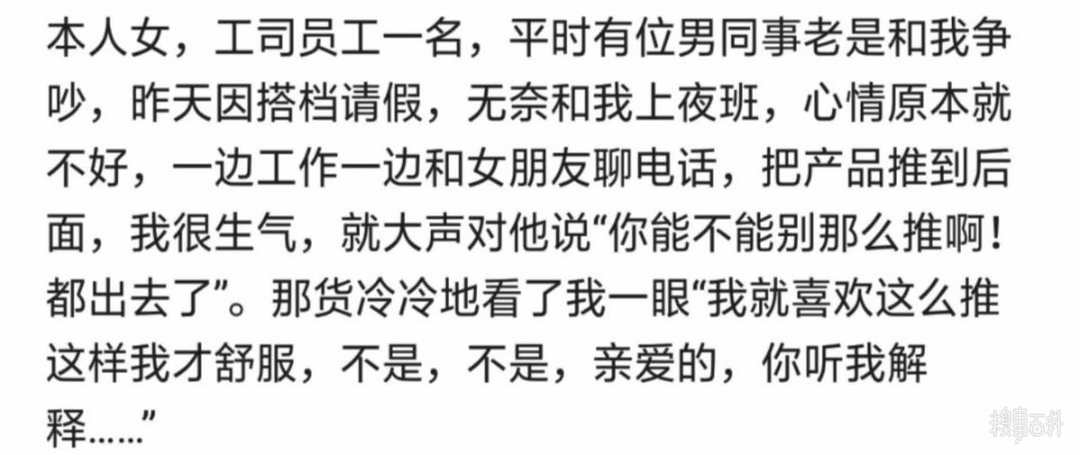 本人女，工司员工一名，平时有位男同事老是和我争
吵，昨天因搭档请假，无奈和我上夜班，心情原本就
不好，一边工作一边和女朋友聊电话，把产品推到后
面，我很生气，就大声对他说“你能不能别那么推啊！
都出去了”。那货冷冷地看了我一眼“我就喜欢这么推
这样我才舒服，不是，不是，亲爱的，你听我解
释……”